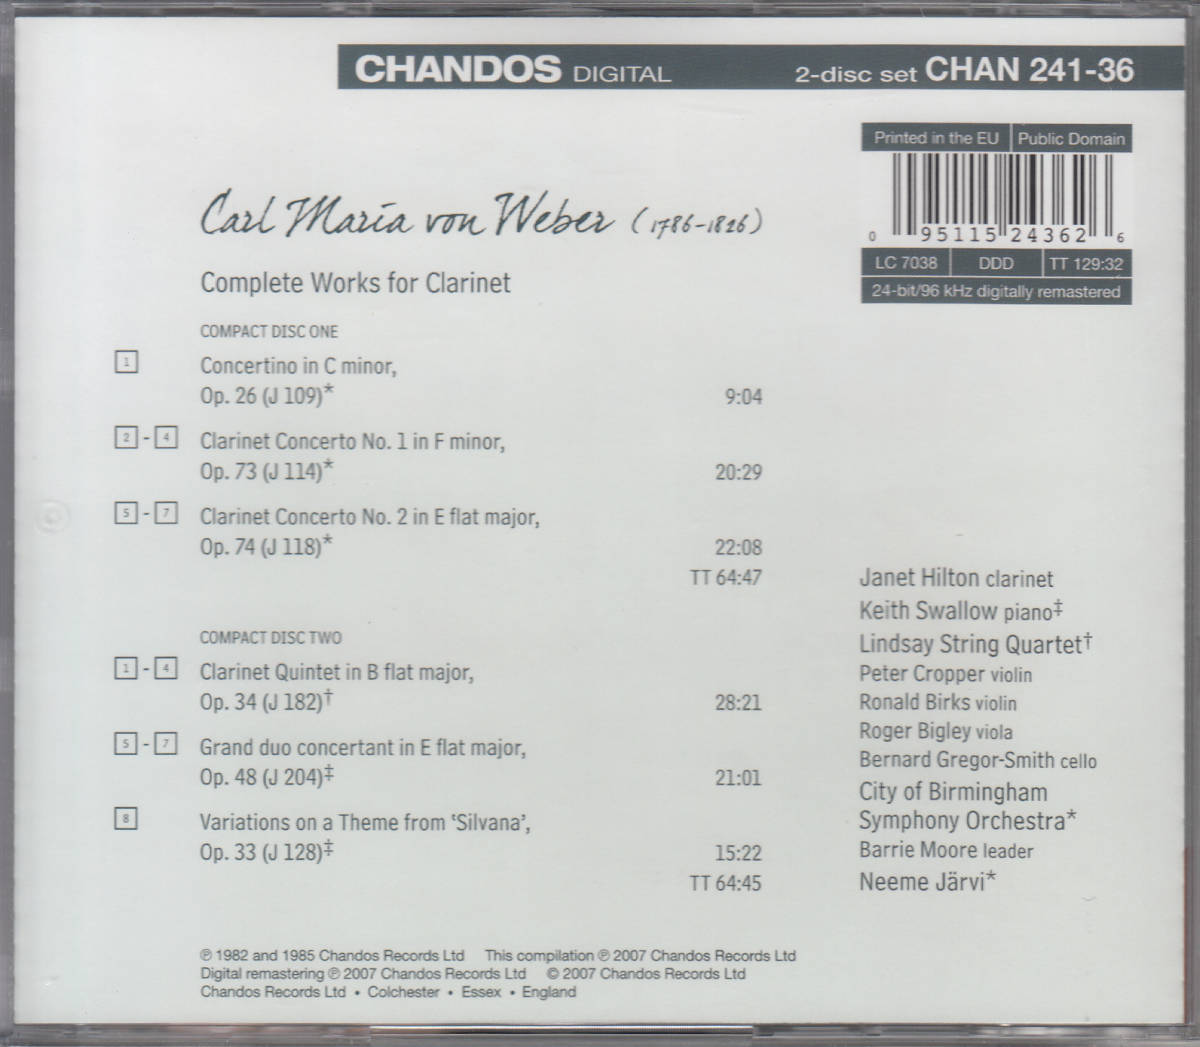 CHANDOS DIGITAL 2-disc set CHAN 241-36
Printed in the EU Public Domain
0 95115 24362 6
LC 7038 DDD TT 129:32
24-bit/96 kHz digitally remastered
Carl Maria von Weber (1786-1826)
Complete Works for Clarinet
COMPACT DISC ONE
1 Concertino in C minor,
Op. 26 (J 109)* 9:04
2 - 4 Clarinet Concerto No. 1 in F minor,
Op. 73 (J 114)* 20:29
5 - 7 Clarinet Concerto No. 2 in E flat major,
Op. 74 (J 118)* 22:08
TT 64:47
COMPACT DISC TWO
1 - 4 Clarinet Quintet in B flat major,
Op. 34 (J 182)† 28:21
5 - 7 Grand duo concertant in E flat major,
Op. 48 (J 204)‡ 21:01
8 Variations on a Theme from ‘Silvana’,
Op. 33 (J 128)‡ 15:22
TT 64:45
Janet Hilton clarinet
Keith Swallow piano‡
Lindsay String Quartet†
Peter Cropper violin
Ronald Birks violin
Roger Bigley viola
Bernard Gregor-Smith cello
City of Birmingham
Symphony Orchestra*
Barrie Moore leader
Neeme Järvi*
℗ 1982 and 1985 Chandos Records Ltd This compilation ℗ 2007 Chandos Records Ltd
Digital remastering ℗ 2007 Chandos Records Ltd © 2007 Chandos Records Ltd
Chandos Records Ltd • Colchester • Essex • England